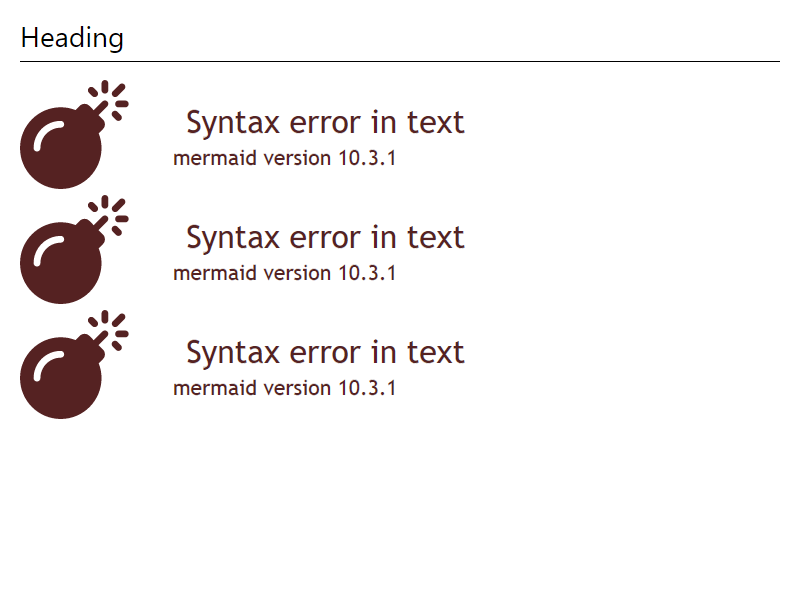 Heading
Syntax error in text
mermaid version 10.3.1
Syntax error in text
mermaid version 10.3.1
Syntax error in text
mermaid version 10.3.1